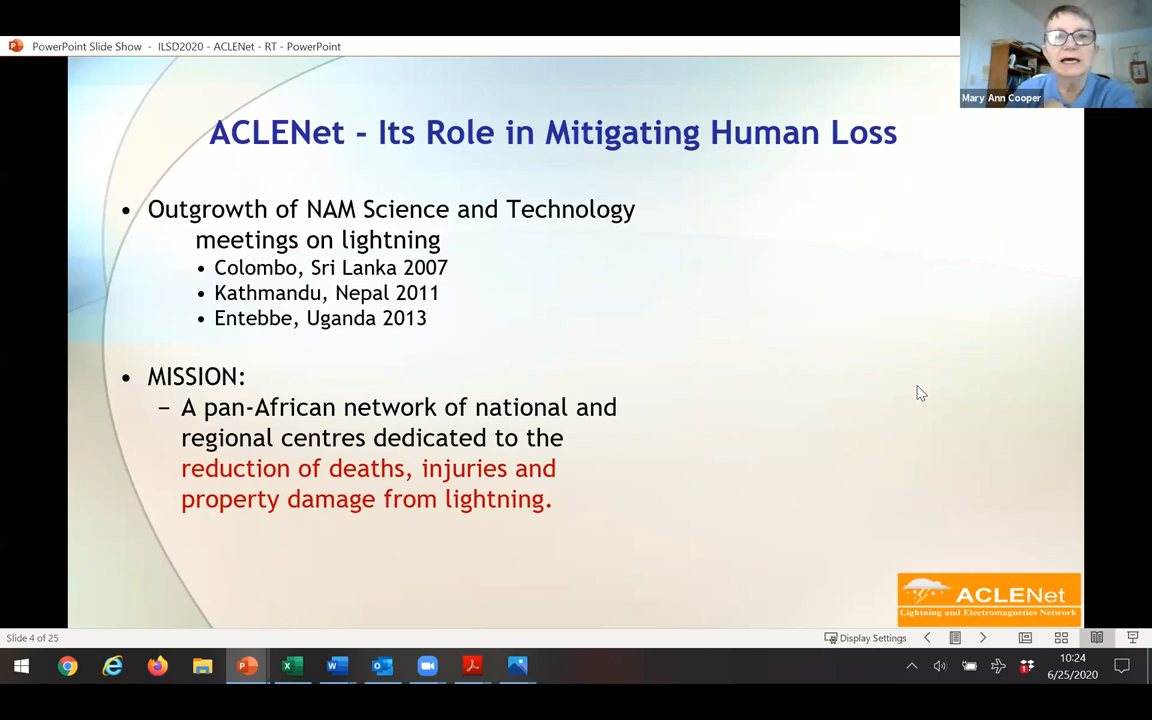 PowerPoint Slide Show - ILSD2020 - ACLENet - RT - PowerPoint
Mary Ann Cooper
ACLENet - Its Role in Mitigating Human Loss
• Outgrowth of NAM Science and Technology
meetings on lightning
• Colombo, Sri Lanka 2007
• Kathmandu, Nepal 2011
• Entebbe, Uganda 2013
• MISSION:
– A pan-African network of national and
regional centres dedicated to the
reduction of deaths, injuries and
property damage from lightning.
ACLENet
Lightning and Electromagnetics Network
Slide 4 of 25
Display Settings
10:24
6/25/2020